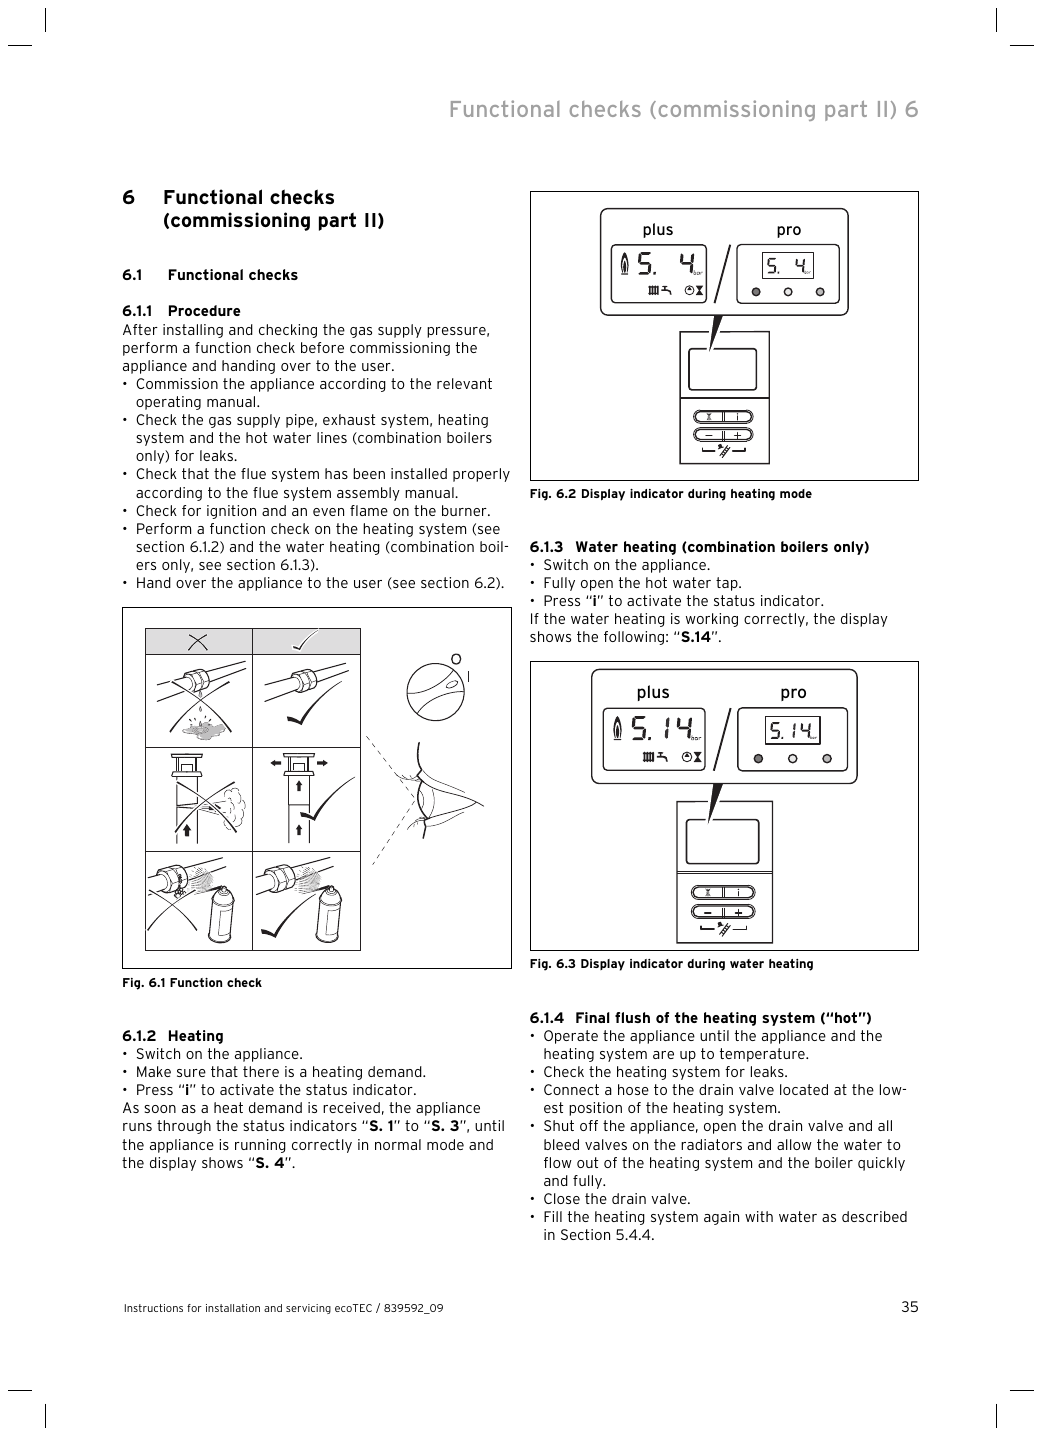 Functional checks (commissioning part II) 6
6 Functional checks
(commissioning part II)
6.1 Functional checks
6.1.1 Procedure
After installing and checking the gas supply pressure,
perform a function check before commissioning the
appliance and handing over to the user.
• Commission the appliance according to the relevant
operating manual.
• Check the gas supply pipe, exhaust system, heating
system and the hot water lines (combination boilers
only) for leaks.
• Check that the flue system has been installed properly
according to the flue system assembly manual.
• Check for ignition and an even flame on the burner.
• Perform a function check on the heating system (see
section 6.1.2) and the water heating (combination boil-
ers only, see section 6.1.3).
• Hand over the appliance to the user (see section 6.2).
O
I
Fig. 6.1 Function check
6.1.2 Heating
• Switch on the appliance.
• Make sure that there is a heating demand.
• Press “i” to activate the status indicator.
As soon as a heat demand is received, the appliance
runs through the status indicators “S. 1” to “S. 3”, until
the appliance is running correctly in normal mode and
the display shows “S. 4”.
plus pro
S. 4 bar S. 4 bar
i
− +
Fig. 6.2 Display indicator during heating mode
6.1.3 Water heating (combination boilers only)
• Switch on the appliance.
• Fully open the hot water tap.
• Press “i” to activate the status indicator.
If the water heating is working correctly, the display
shows the following: “S.14”.
plus pro
S. 14 bar S. 14 bar
i
− +
Fig. 6.3 Display indicator during water heating
6.1.4 Final flush of the heating system (“hot”)
• Operate the appliance until the appliance and the
heating system are up to temperature.
• Check the heating system for leaks.
• Connect a hose to the drain valve located at the low-
est position of the heating system.
• Shut off the appliance, open the drain valve and all
bleed valves on the radiators and allow the water to
flow out of the heating system and the boiler quickly
and fully.
• Close the drain valve.
• Fill the heating system again with water as described
in Section 5.4.4.
Instructions for installation and servicing ecoTEC / 839592_09
35